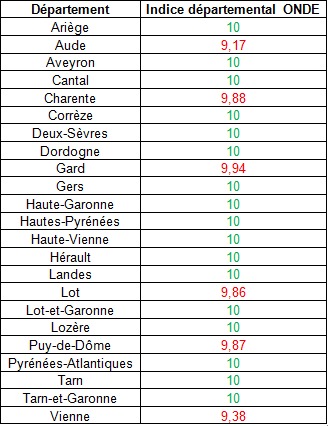 Département Indice départemental ONDE
Ariège 10
Aude 9,17
Aveyron 10
Cantal 10
Charente 9,88
Corrèze 10
Deux-Sèvres 10
Dordogne 10
Gard 9,94
Gers 10
Haute-Garonne 10
Hautes-Pyrénées 10
Haute-Vienne 10
Hérault 10
Landes 10
Lot 9,86
Lot-et-Garonne 10
Lozère 10
Puy-de-Dôme 9,87
Pyrénées-Atlantiques 10
Tarn 10
Tarn-et-Garonne 10
Vienne 9,38